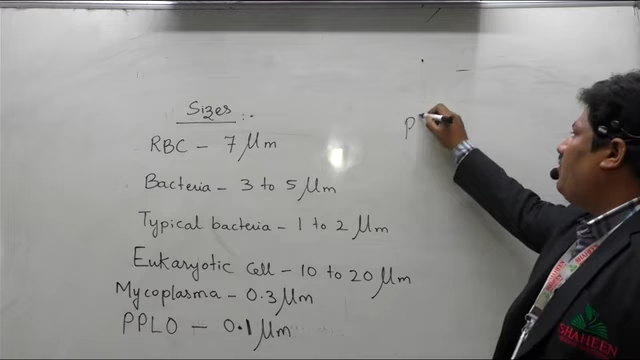 Sizes:-
RBC - 7 μm
Bacteria - 3 to 5 μm
Typical bacteria - 1 to 2 μm
Eukaryotic cell - 10 to 20 μm
Mycoplasma - 0.3 μm
PPLO - 0.1 μm
P
SHAHEEN